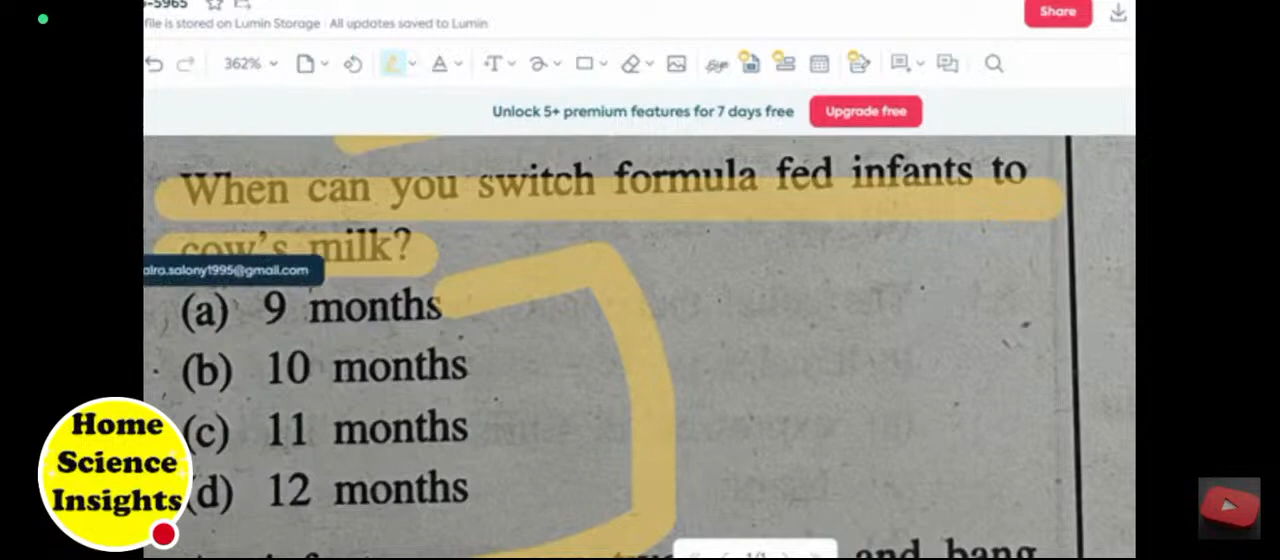 -5965
file is stored on Lumin Storage All updates saved to Lumin
Share
362%
Unlock 5+ premium features for 7 days free
Upgrade free
When can you switch formula fed infants to
cow's milk?
alra.salony1995@gmail.com
(a) 9 months
(b) 10 months
(c) 11 months
(d) 12 months
Home
Science
Insights
and bang